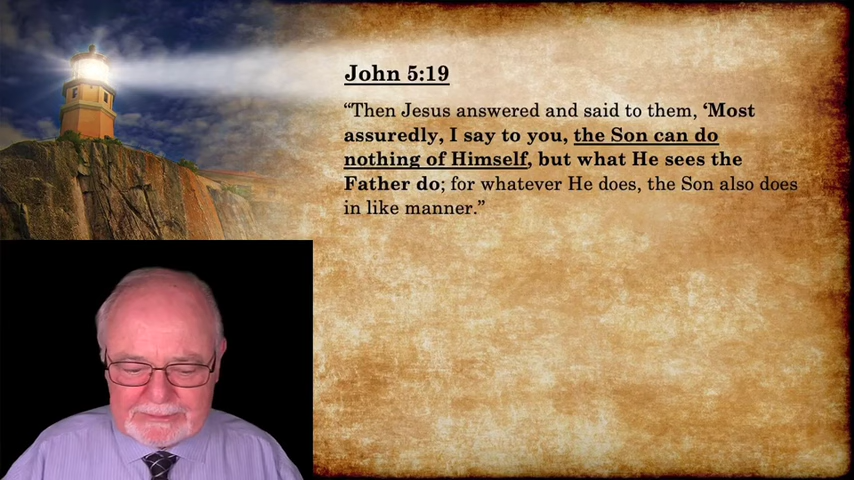 John 5:19
“Then Jesus answered and said to them, ‘Most
assuredly, I say to you, the Son can do
nothing of Himself, but what He sees the
Father do; for whatever He does, the Son also does
in like manner.”